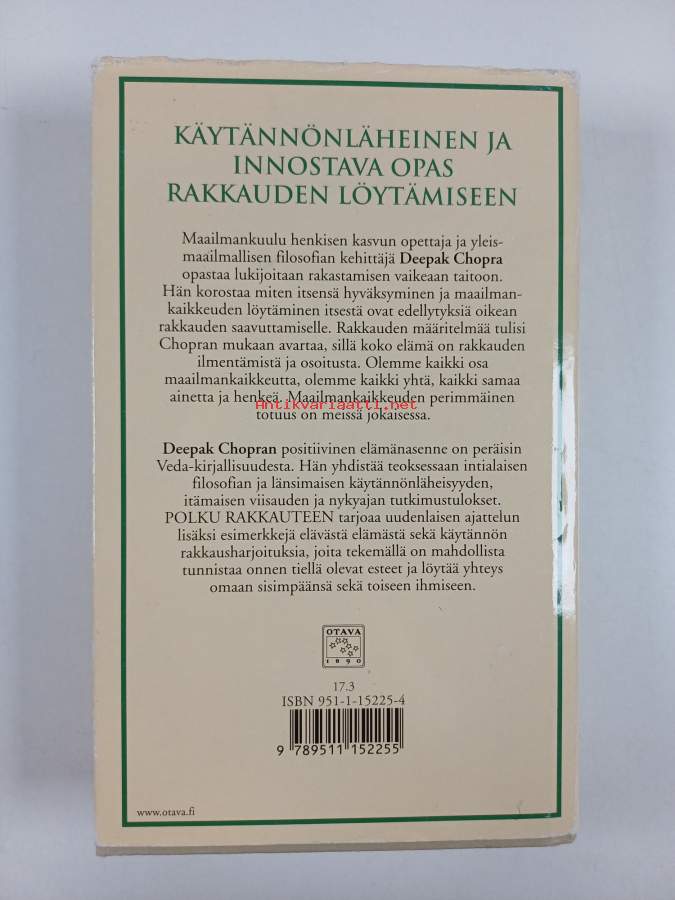 KÄYTÄNNÖNLÄHEINEN JA
INNOSTAVA OPAS
RAKKAUDEN LÖYTÄMISEEN
Maailmankuulu henkisen kasvun opettaja ja yleis-
maailmallisen filosofian kehittäjä Deepak Chopra
opastaa lukijoitaan rakastamisen vaikeaan taitoon.
Hän korostaa miten itsensä hyväksyminen ja maailman-
kaikkeuden löytäminen itsestä ovat edellytyksiä oikean
rakkauden saavuttamiselle. Rakkauden määritelmää tulisi
Chopran mukaan avartaa, sillä koko elämä on rakkauden
ilmentämistä ja osoitusta. Olemme kaikki osa
maailmankaikkeutta, olemme kaikki yhtä, kaikki samaa
ainetta ja henkeä. Maailmankaikkeuden perimmäinen
Antikvariaatti.net
totuus on meissä jokaisessa.
Deepak Chopran positiivinen elämänasenne on peräisin
Veda-kirjallisuudesta. Hän yhdistää teoksessaan intialaisen
filosofian ja länsimaisen käytännönläheisyyden,
itämaisen viisauden ja nykyajan tutkimustulokset.
POLKU RAKKAUTEEN tarjoaa uudenlaisen ajattelun
lisäksi esimerkkejä elävästä elämästä sekä käytännön
rakkausharjoituksia, joita tekemällä on mahdollista
tunnistaa onnen tiellä olevat esteet ja löytää yhteys
omaan sisimpäänsä sekä toiseen ihmiseen.
OTAVA
1890
17.3
ISBN 951-1-15225-4
9 789511 152255
www.otava.fi